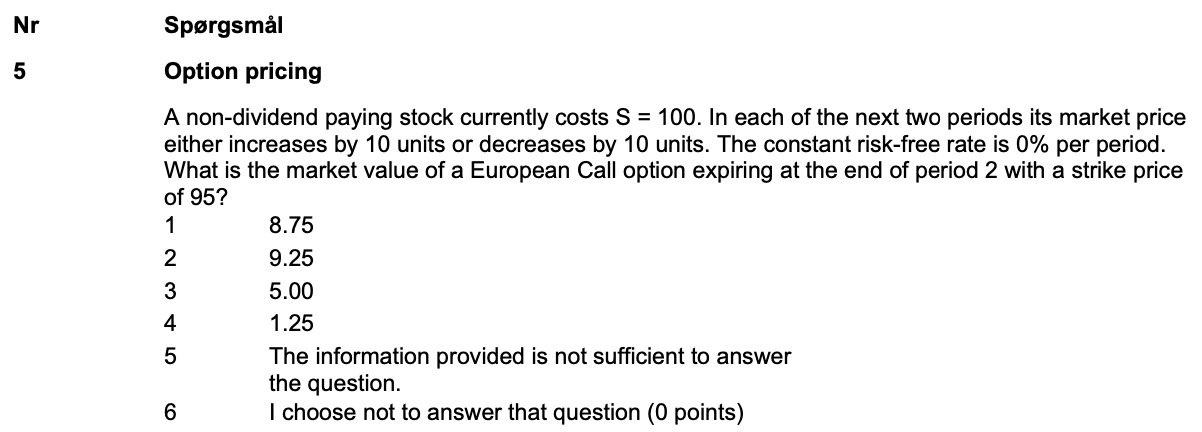 Nr Spørgsmål
5 Option pricing
A non-dividend paying stock currently costs S = 100. In each of the next two periods its market price
either increases by 10 units or decreases by 10 units. The constant risk-free rate is 0% per period.
What is the market value of a European Call option expiring at the end of period 2 with a strike price
of 95?
1 8.75
2 9.25
3 5.00
4 1.25
5 The information provided is not sufficient to answer
the question.
6 I choose not to answer that question (0 points)